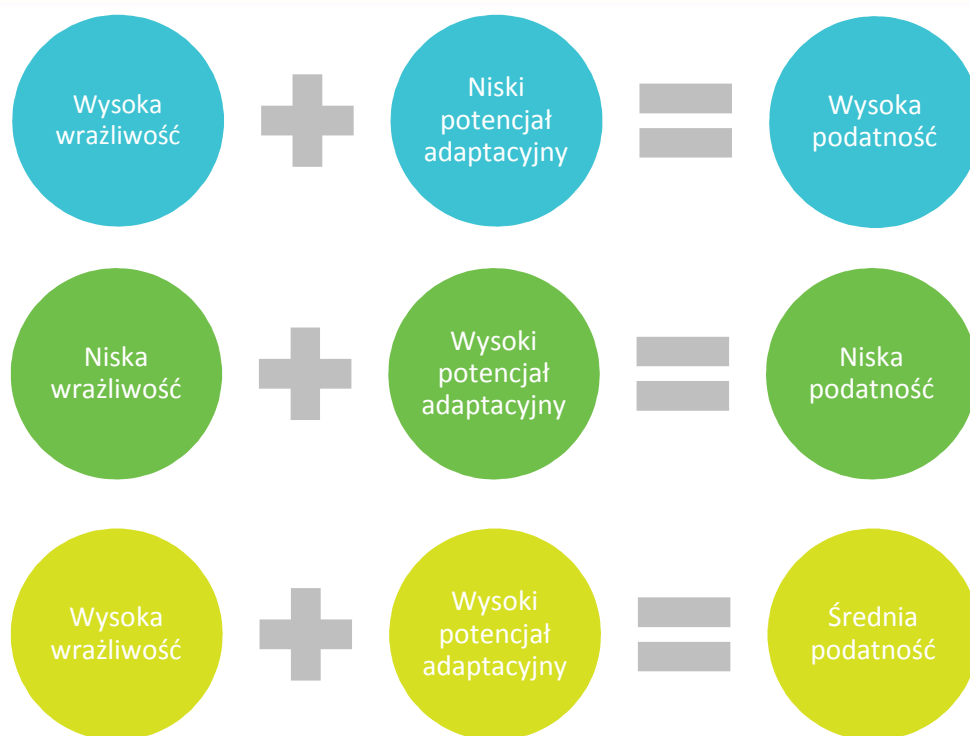 Wysoka
wrażliwość
Niski
potencjał
adaptacyjny
Wysoka
podatność
Niska
wrażliwość
Wysoki
potencjał
adaptacyjny
Niska
podatność
Wysoka
wrażliwość
Wysoki
potencjał
adaptacyjny
Średnia
podatność